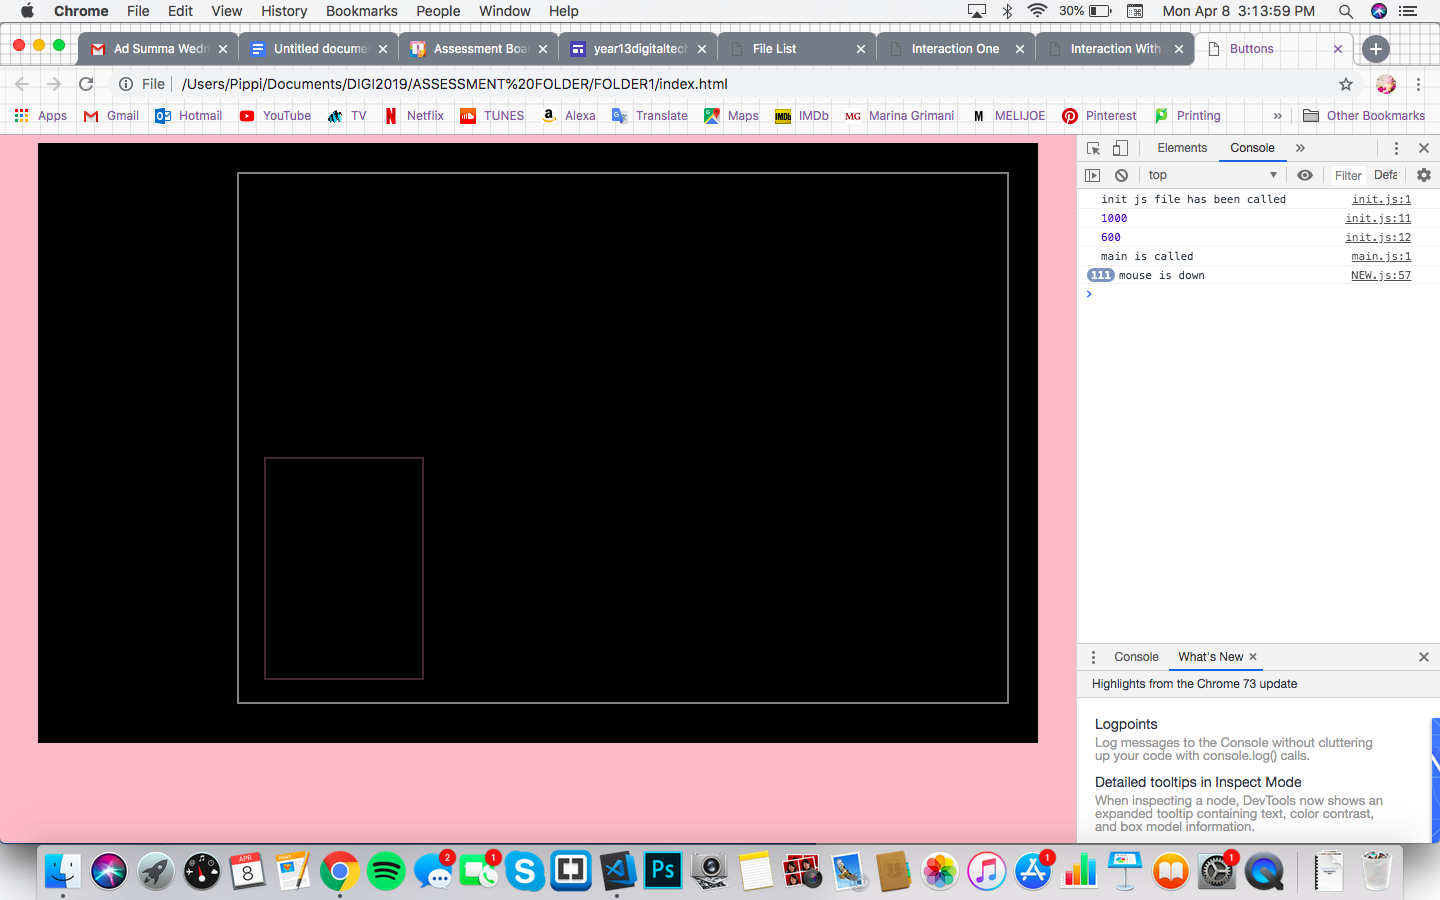 Chrome File Edit View History Bookmarks People Window Help 30% Mon Apr 8 3:13:59 PM
Ad Summa Wedn Untitled docume Assessment Boar year13digitaltech File List Interaction One Interaction With Buttons
File /Users/Pippi/Documents/DIGI2019/ASSESSMENT%20FOLDER/FOLDER1/index.html
Apps Gmail Hotmail YouTube TV Netflix TUNES Alexa Translate Maps IMDb IMDb MG Marina Grimani M MELIJOE Pinterest Printing » Other Bookmarks
Elements Console »
top Filter Defa
init js file has been called init.js:1
1000 init.js:11
600 init.js:12
main is called main.js:1
111 mouse is down NEW.js:57
Console What's New
Highlights from the Chrome 73 update
Logpoints
Log messages to the Console without cluttering
up your code with console.log() calls.
Detailed tooltips in Inspect Mode
When inspecting a node, DevTools now shows an
expanded tooltip containing text, color contrast,
and box model information.
APR 8 2 1 Ps 1 1